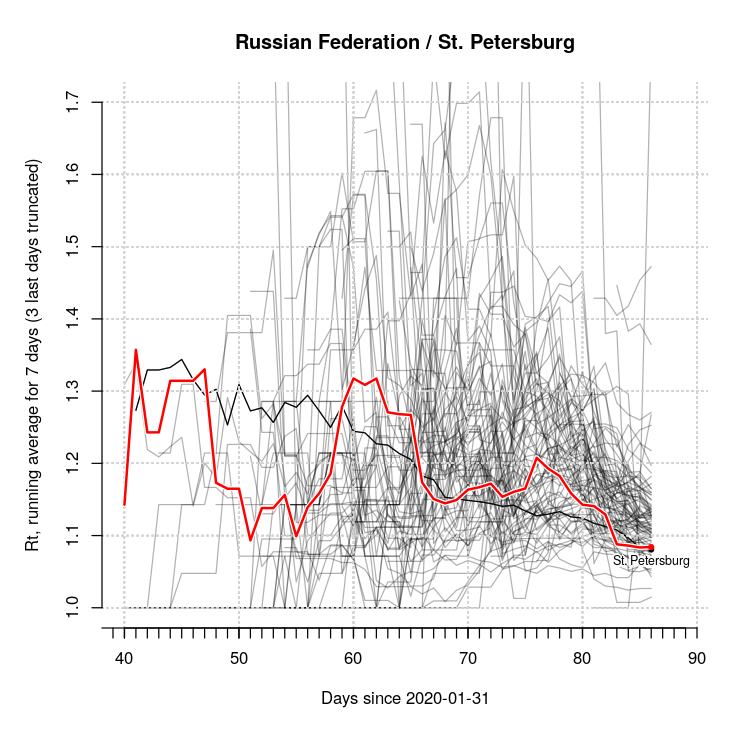 Russian Federation / St. Petersburg
Rt, running average for 7 days (3 last days truncated)
1.7
1.6
1.5
1.4
1.3
1.2
1.1
1.0
St. Petersburg
40 50 60 70 80 90
Days since 2020-01-31